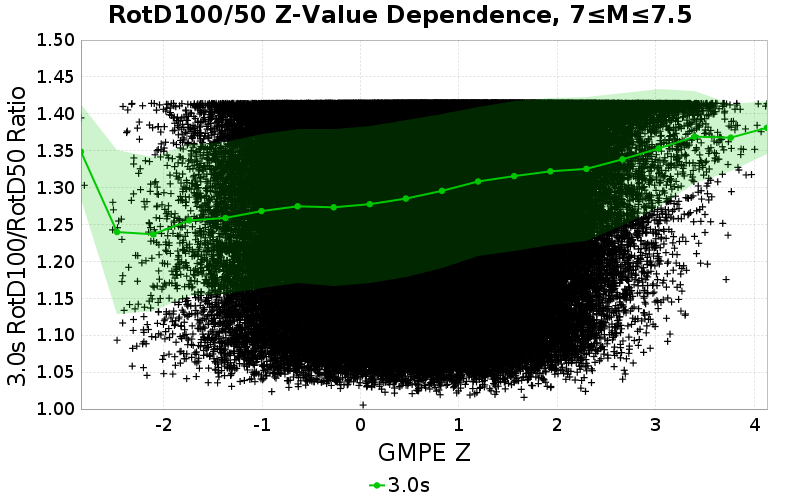 RotD100/50 Z-Value Dependence, 7≤M≤7.5
3.0s RotD100/RotD50 Ratio
1.50
1.45
1.40
1.35
1.30
1.25
1.20
1.15
1.10
1.05
1.00
-2 -1 0 1 2 3 4
GMPE Z
3.0s